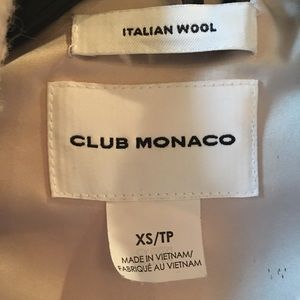 ITALIAN WOOL
CLUB MONACO
XS/TP
MADE IN VIETNAM/
FABRIQUÉ AU VIETNAM